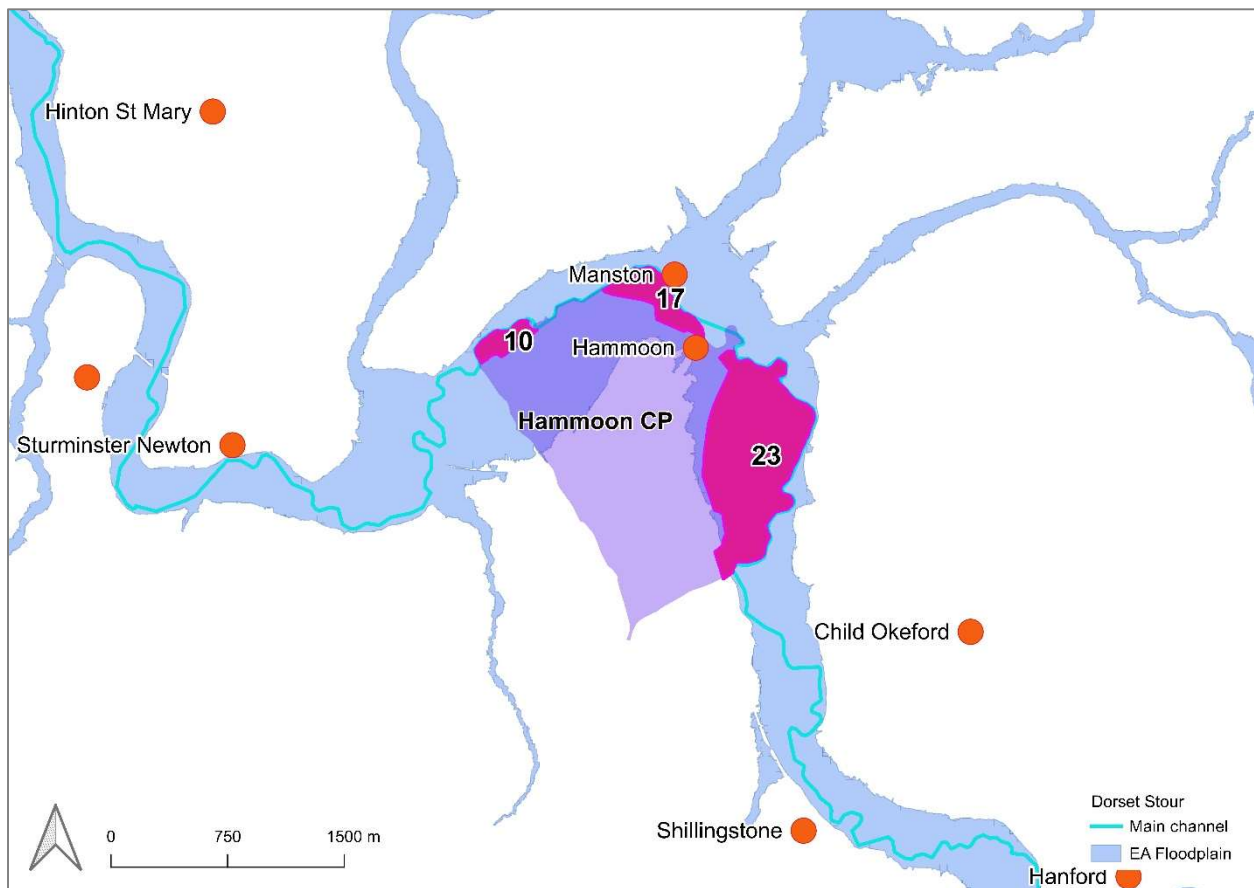 Hinton St Mary
Manston
17
10
Hammoon
Hammoon CP
Sturminster Newton
23
Child Okeford
Shillingstone
Hanford
0 750 1500 m
Dorset Stour
Main channel
EA Floodplain